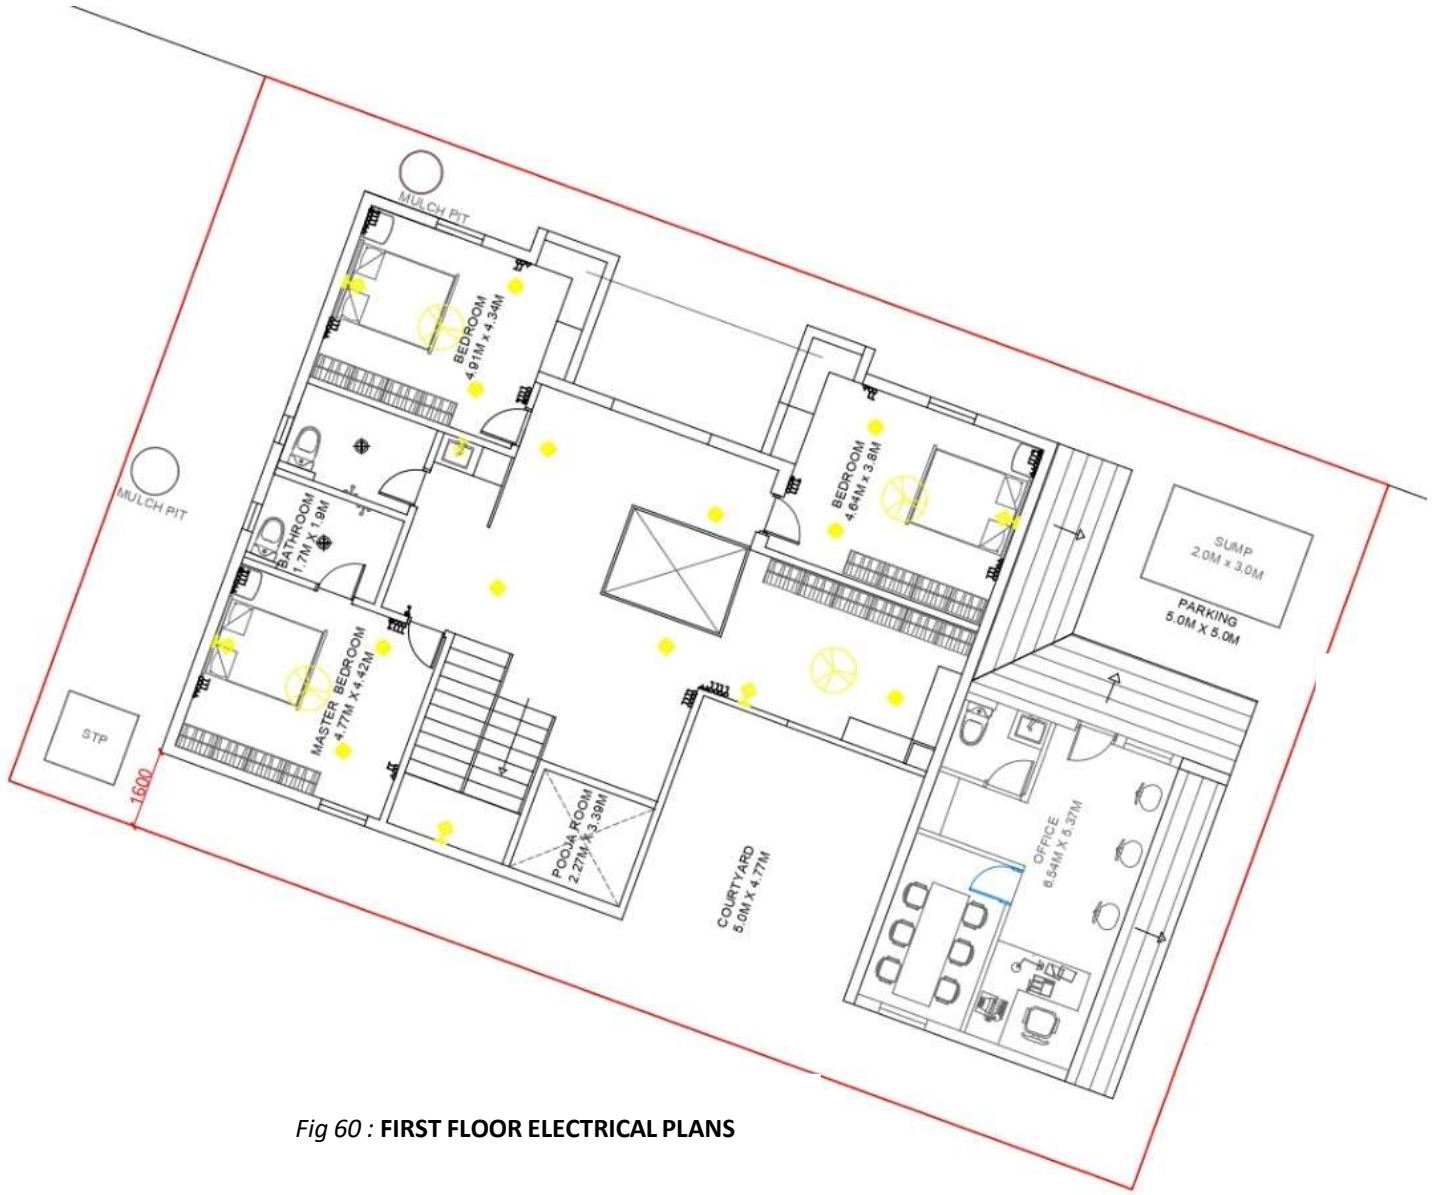 MULCH PIT
BEDROOM
4.91M x 4.34M
MULCH PIT
BEDROOM
4.64M x 3.8M
BATHROOM
1.7M X 1.9M
SUMP
2.0M x 3.0M
PARKING
5.0M X 5.0M
MASTER BEDROOM
4.77M X 4.42M
STP
1600
POOJA ROOM
2.27M X 3.39M
COURTYARD
5.0M X 4.77M
OFFICE
6.54M X 5.37M
Fig 60 : FIRST FLOOR ELECTRICAL PLANS